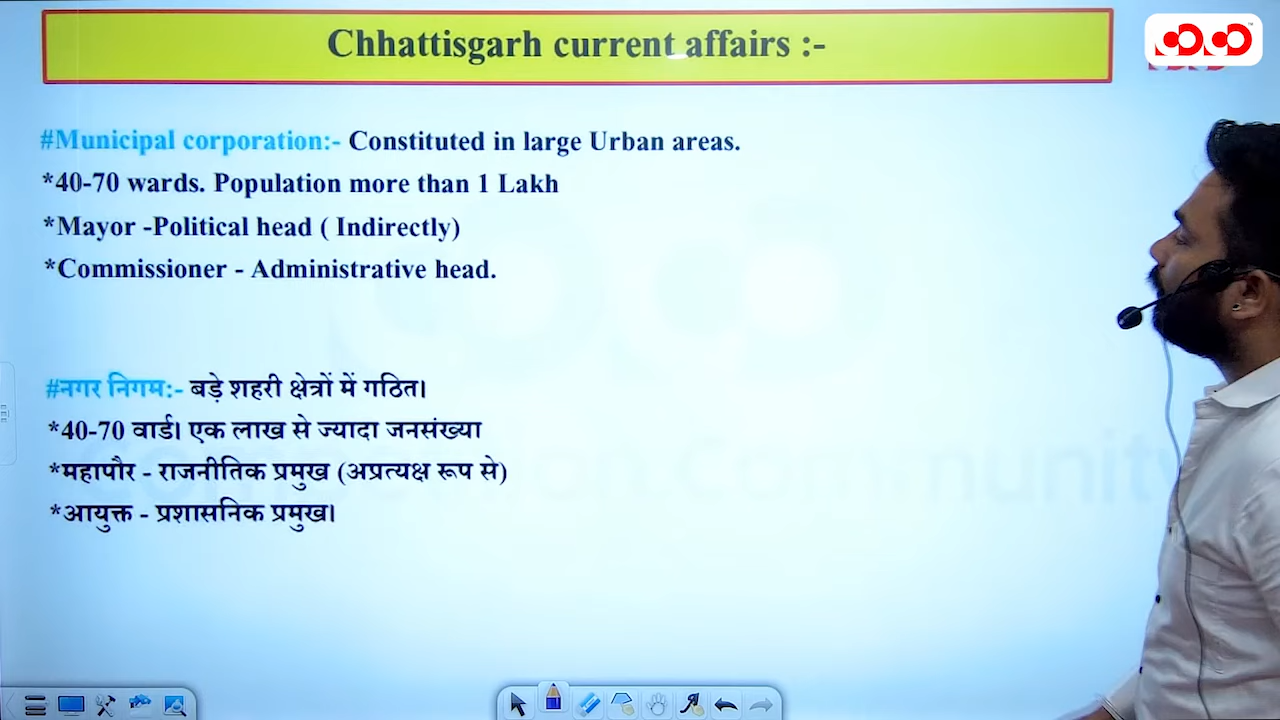 Chhattisgarh current affairs :-
#Municipal corporation:- Constituted in large Urban areas.
*40-70 wards. Population more than 1 Lakh
*Mayor -Political head ( Indirectly)
*Commissioner - Administrative head.
#नगर निगम:- बड़े शहरी क्षेत्रों में गठित।
*40-70 वार्ड। एक लाख से ज्यादा जनसंख्या
*महापौर - राजनीतिक प्रमुख (अप्रत्यक्ष रूप से)
*आयुक्त - प्रशासनिक प्रमुख।